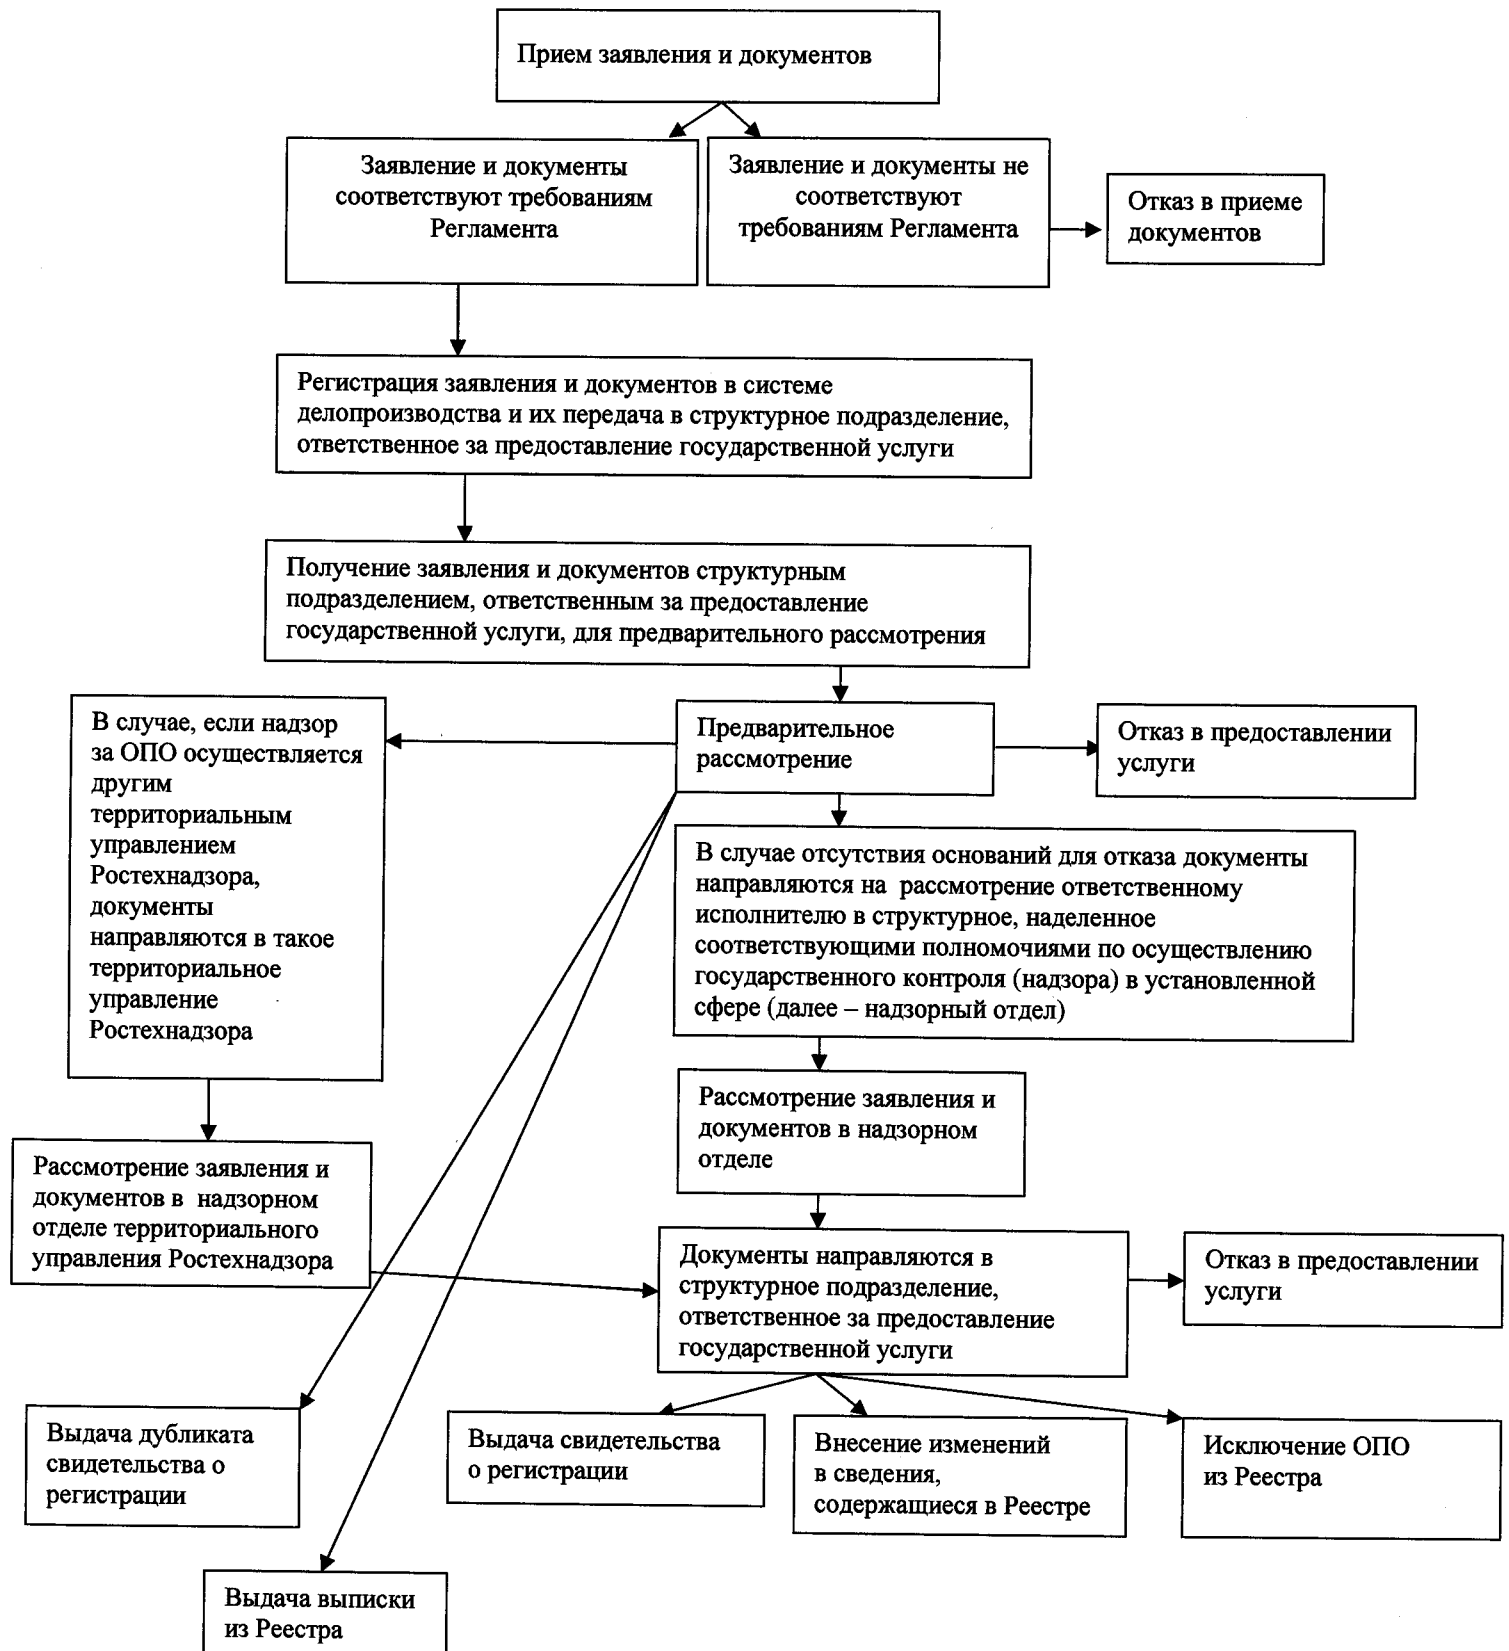 Прием заявления и документов
Заявление и документы
соответствуют требованиям
Регламента
Заявление и документы не
соответствуют
требованиям Регламента
Отказ в приеме
документов
Регистрация заявления и документов в системе
делопроизводства и их передача в структурное подразделение,
ответственное за предоставление государственной услуги
Получение заявления и документов структурным
подразделением, ответственным за предоставление
государственной услуги, для предварительного рассмотрения
В случае, если надзор
за ОПО осуществляется
другим
территориальным
управлением
Ростехнадзора,
документы
направляются в такое
территориальное
управление
Ростехнадзора
Предварительное
рассмотрение
Отказ в предоставлении
услуги
В случае отсутствия оснований для отказа документы
направляются на рассмотрение ответственному
исполнителю в структурное, наделенное
соответствующими полномочиями по осуществлению
государственного контроля (надзора) в установленной
сфере (далее – надзорный отдел)
Рассмотрение заявления и
документов в надзорном
отделе
Рассмотрение заявления и
документов в надзорном
отделе территориального
управления Ростехнадзора
Документы направляются в
структурное подразделение,
ответственное за предоставление
государственной услуги
Отказ в предоставлении
услуги
Выдача дубликата
свидетельства о
регистрации
Выдача свидетельства
о регистрации
Внесение изменений
в сведения,
содержащиеся в Реестре
Исключение ОПО
из Реестра
Выдача выписки
из Реестра